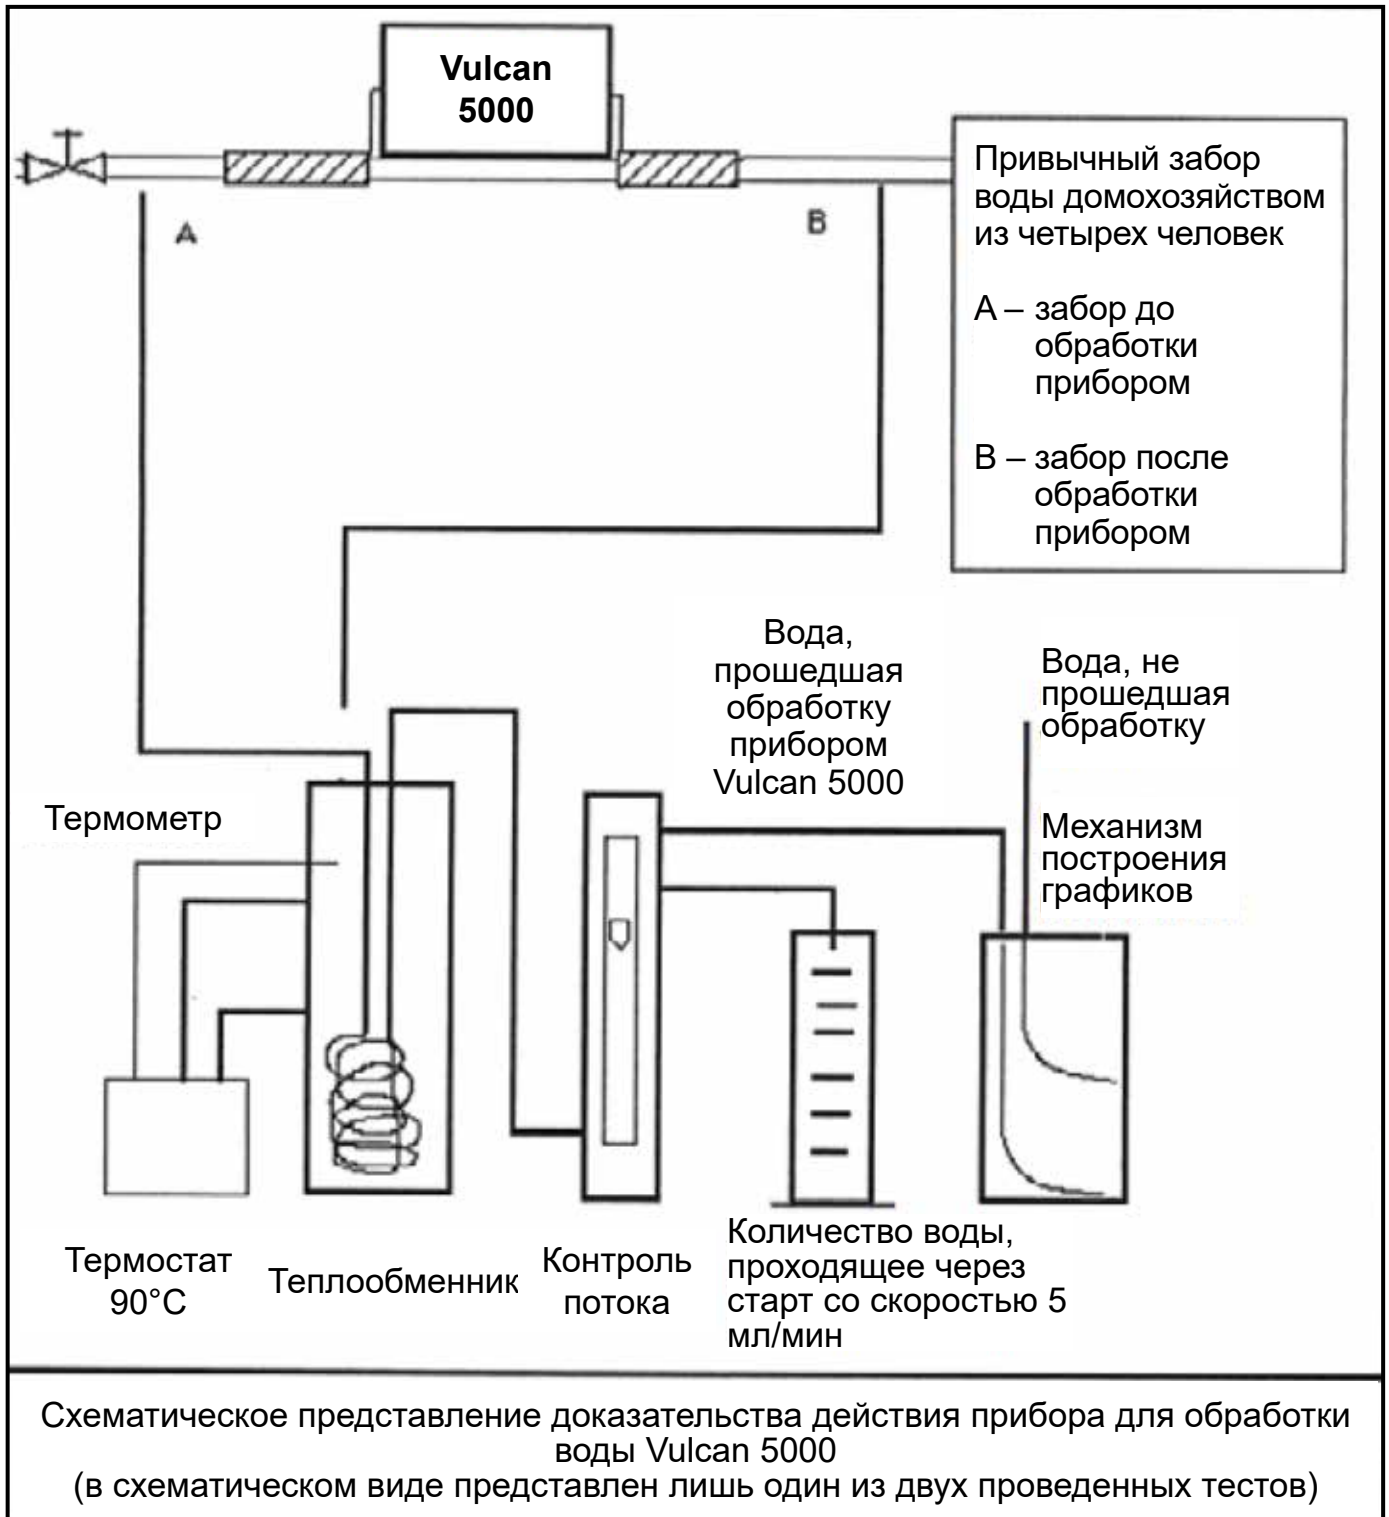 Vulcan
5000
A
B
Привычный забор
воды домохозяйством
из четырех человек
A – забор до
обработки
прибором
B – забор после
обработки
прибором
Вода,
прошедшая
обработку
прибором
Vulcan 5000
Вода, не
прошедшая
обработку
Термометр
Механизм
построения
графиков
Термостат
90°C
Теплообменник
Контроль
потока
Количество воды,
проходящее через
старт со скоростью 5
мл/мин
Схематическое представление доказательства действия прибора для обработки
воды Vulcan 5000
(в схематическом виде представлен лишь один из двух проведенных тестов)